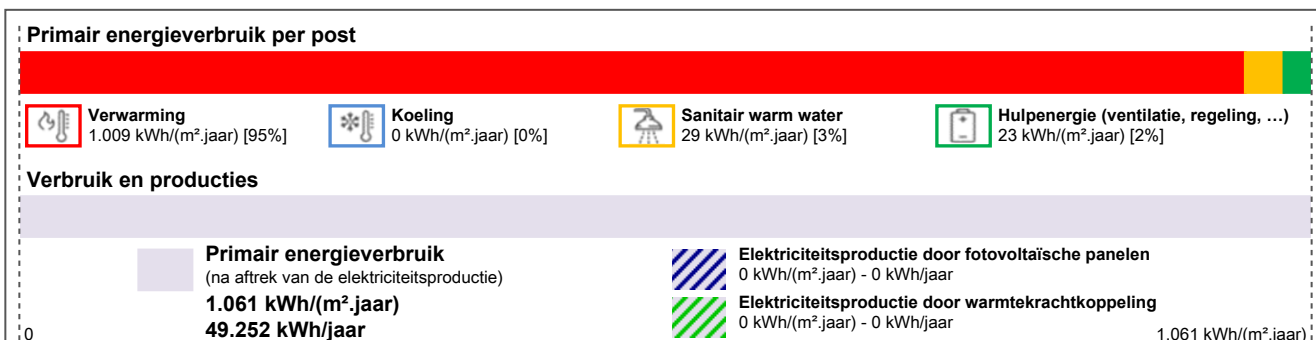 Primair energieverbruik per post
Verwarming
1.009 kWh/(m².jaar) [95%]
Koeling
0 kWh/(m².jaar) [0%]
Sanitair warm water
29 kWh/(m².jaar) [3%]
Hulpenergie (ventilatie, regeling, …)
23 kWh/(m².jaar) [2%]
Verbruik en producties
Primair energieverbruik
(na aftrek van de elektriciteitsproductie)
1.061 kWh/(m².jaar)
49.252 kWh/jaar
Elektriciteitsproductie door fotovoltaïsche panelen
0 kWh/(m².jaar) - 0 kWh/jaar
Elektriciteitsproductie door warmtekrachtkoppeling
0 kWh/(m².jaar) - 0 kWh/jaar
0
1.061 kWh/(m².jaar)